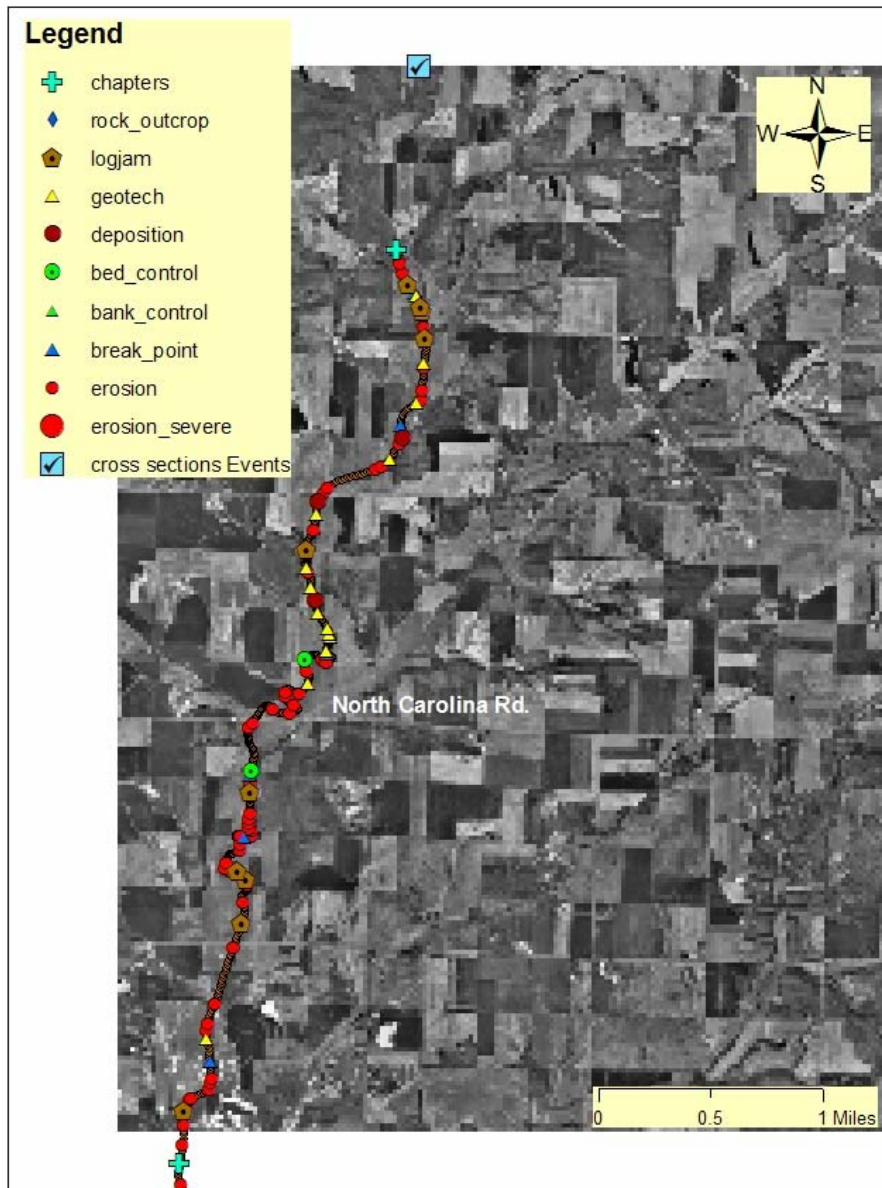 Legend
chapters
rock_outcrop
logjam
geotech
deposition
bed_control
bank_control
break_point
erosion
erosion_severe
cross sections Events
N
W E
S
North Carolina Rd.
0 0.5 1 Miles